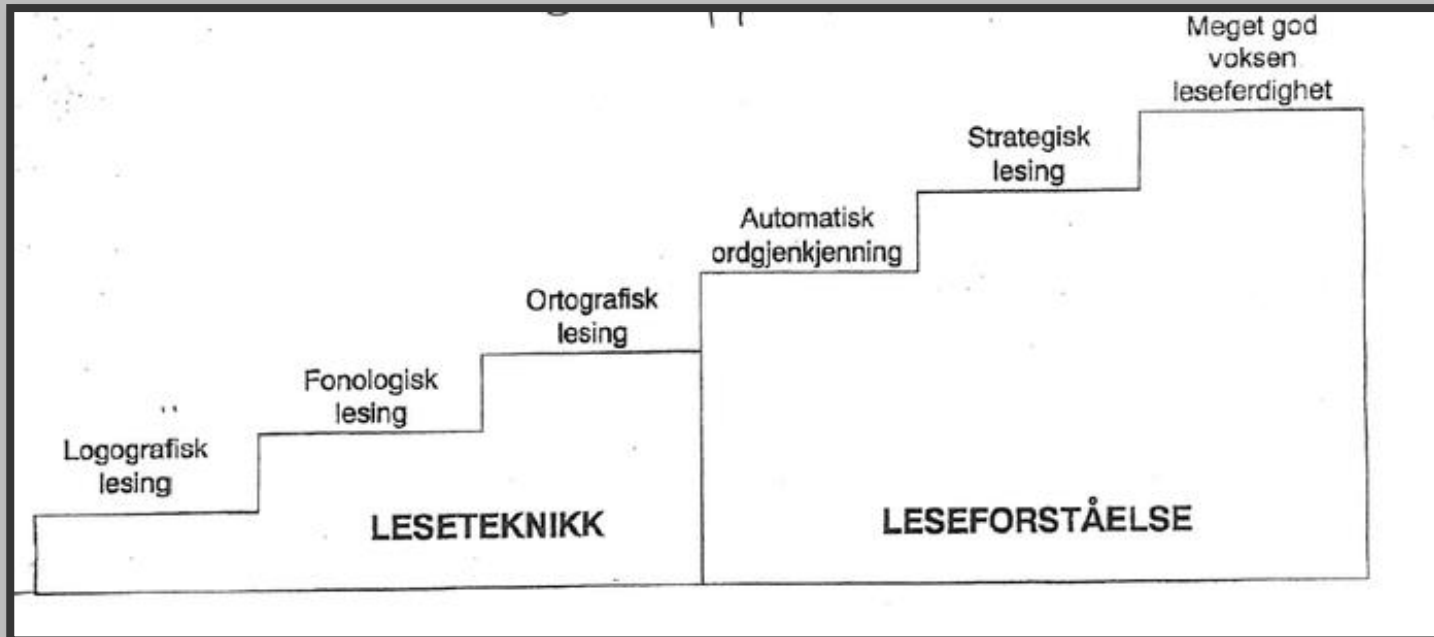 Meget god
voksen
leseferdighet
Strategisk
lesing
Automatisk
ordgjenkjenning
Ortografisk
lesing
Fonologisk
lesing
Logografisk
lesing
LESETEKNIKK
LESEFORSTÅELSE